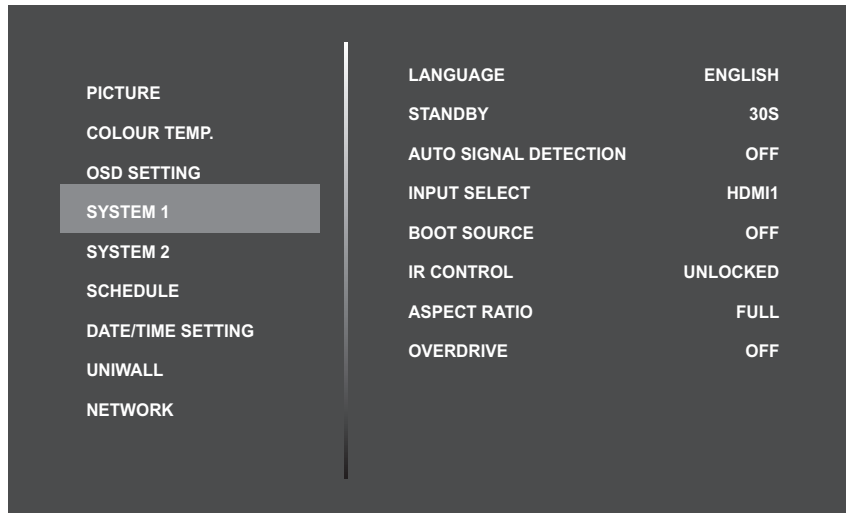 PICTURE
COLOUR TEMP.
OSD SETTING
SYSTEM 1
SYSTEM 2
SCHEDULE
DATE/TIME SETTING
UNIWALL
NETWORK
LANGUAGE ENGLISH
STANDBY 30S
AUTO SIGNAL DETECTION OFF
INPUT SELECT HDMI1
BOOT SOURCE OFF
IR CONTROL UNLOCKED
ASPECT RATIO FULL
OVERDRIVE OFF